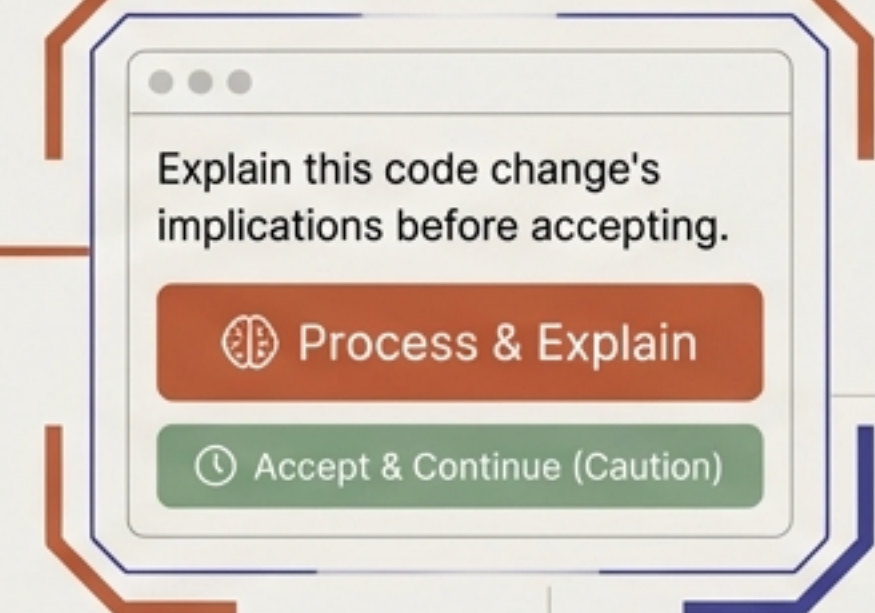 Explain this code change's
implications before accepting.
Process & Explain
Accept & Continue (Caution)